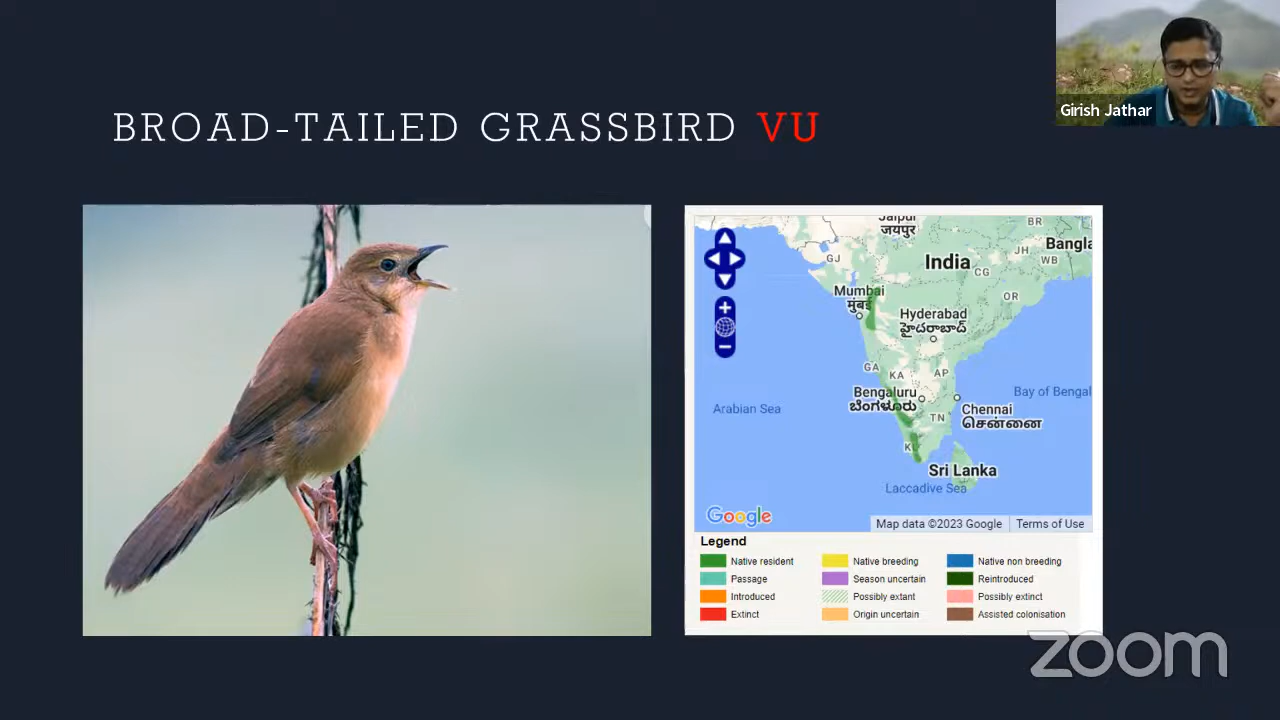 BROAD-TAILED GRASSBIRD VU
Girish Jathar
Jaipur
जयपुर
BR
GJ
India
JH
Bangla
WB
CG
Mumbai
मुंबई
OR
Hyderabad
హైదరాబాద్
GA
KA
AP
Bengaluru
ಬೆಂಗಳೂರು
Bay of Bengal
Arabian Sea
Chennai
சென்னை
TN
KL
Sri Lanka
Laccadive Sea
Google
Map data ©2023 Google
Terms of Use
Legend
Native resident
Native breeding
Native non breeding
Passage
Season uncertain
Reintroduced
Introduced
Possibly extant
Possibly extinct
Extinct
Origin uncertain
Assisted colonisation
zoom